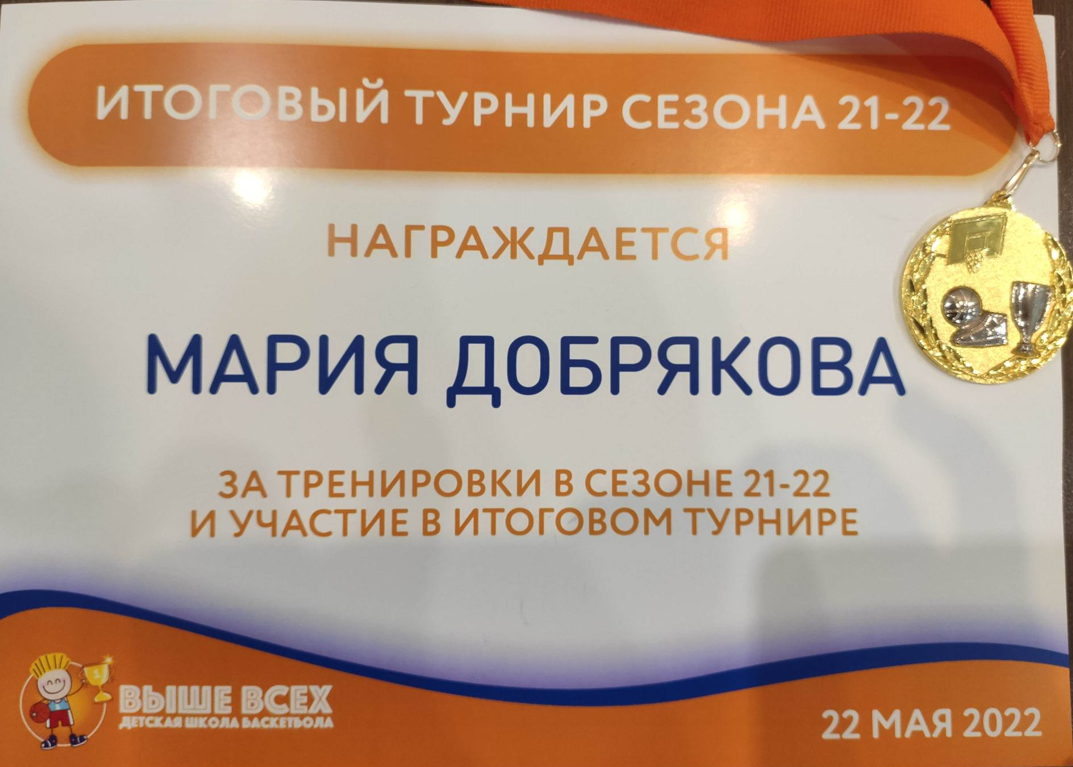 ИТОГОВЫЙ ТУРНИР СЕЗОНА 21-22
НАГРАЖДАЕТСЯ
МАРИЯ ДОБРЯКОВА
ЗА ТРЕНИРОВКИ В СЕЗОНЕ 21-22
И УЧАСТИЕ В ИТОГОВОМ ТУРНИРЕ
ВЫШЕ ВСЕХ
ДЕТСКАЯ ШКОЛА БАСКЕТБОЛА
22 МАЯ 2022